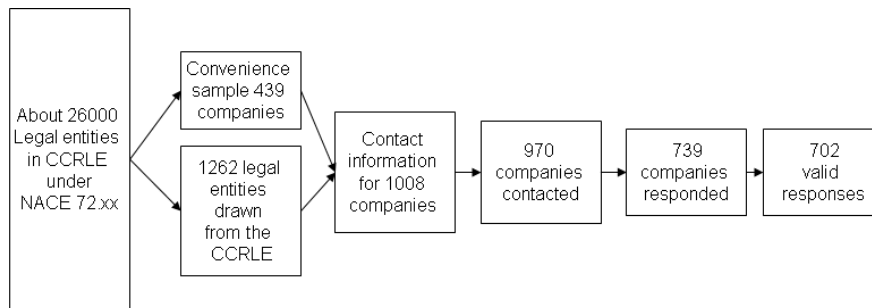 About 26000
Legal entities
in CCRLE
under
NACE 72.xx
Convenience
sample 439
companies
1262 legal
entities
drawn
from the
CCRLE
Contact
information
for 1008
companies
970
companies
contacted
739
companies
responded
702
valid
responses